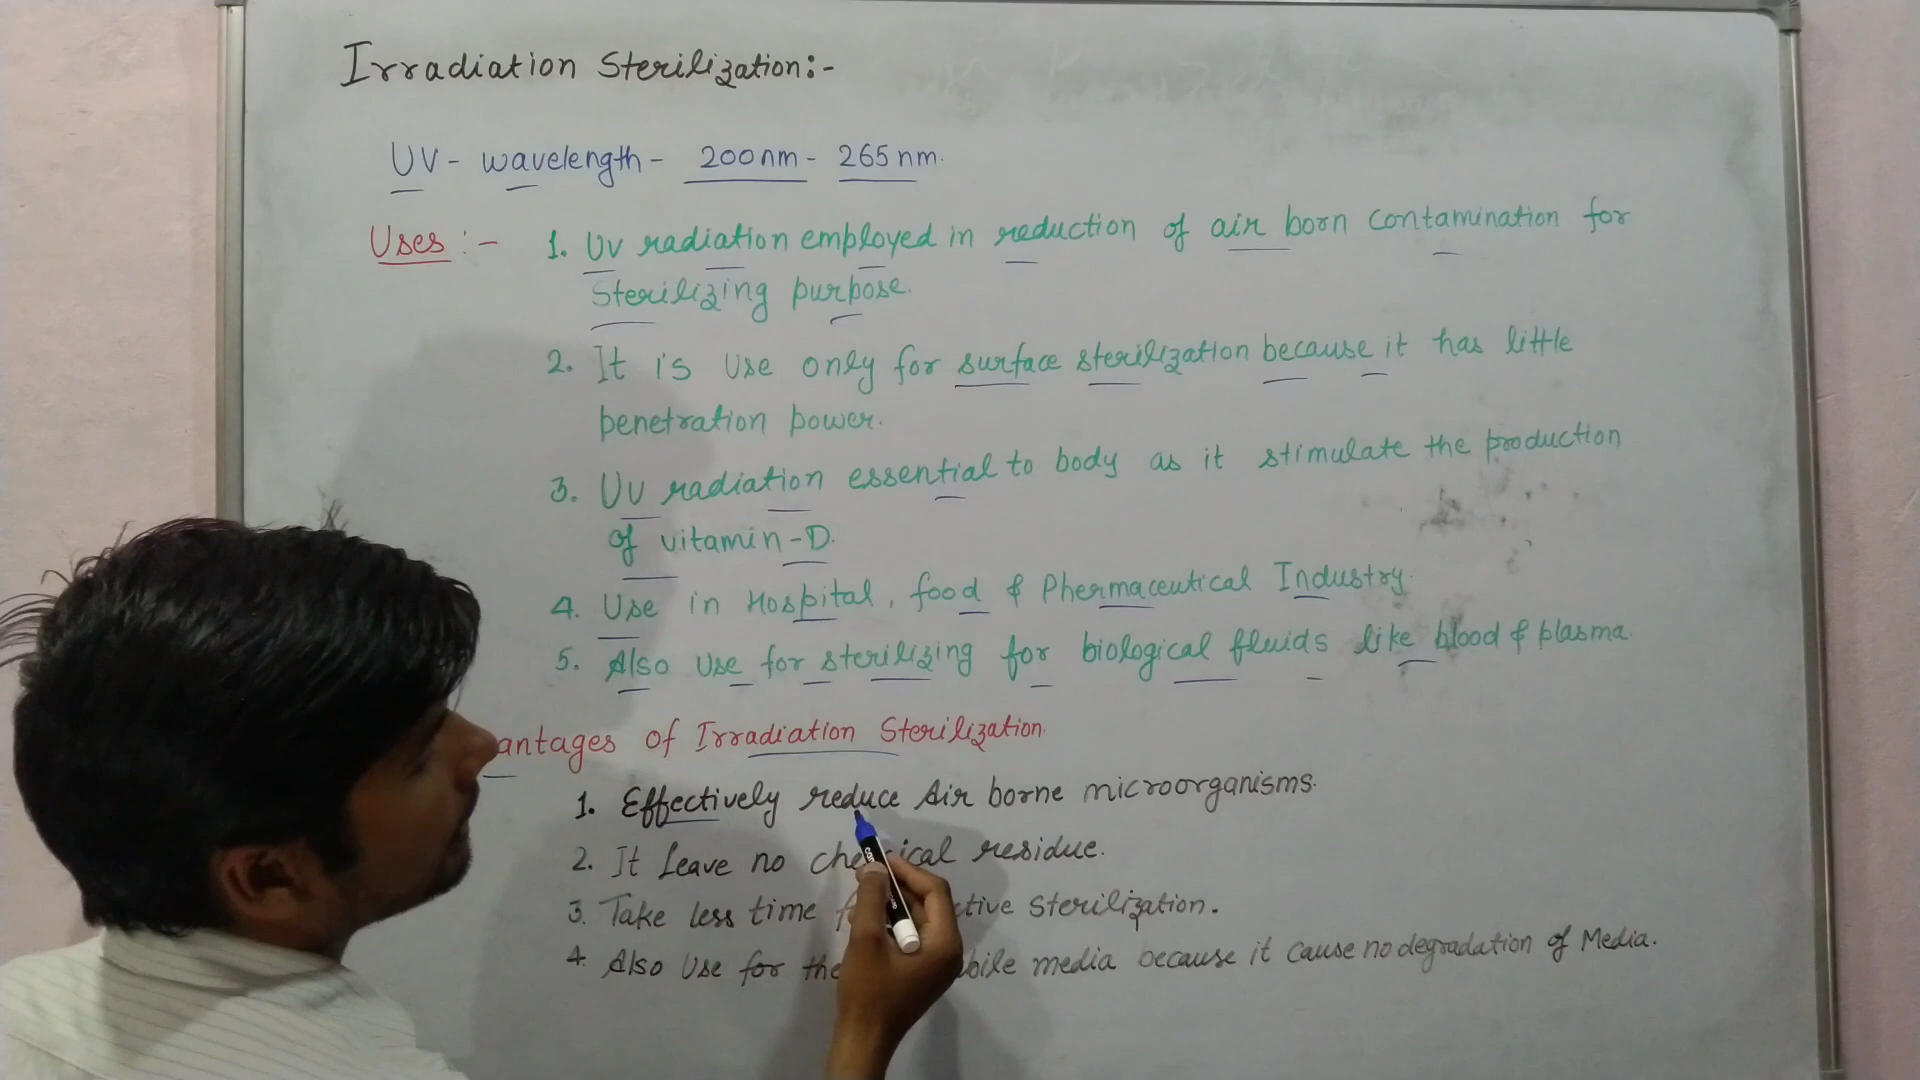 Irradiation Sterilization:-
UV - wavelength - 200nm - 265nm.
Uses :- 1. UV radiation employed in reduction of air born contamination for
Sterilizing purpose.
2. It is Use only for surface sterilization because it has little
penetration power.
3. UV radiation essential to body as it stimulate the production
of vitamin-D.
4. Use in Hospital, food & Phermaceutical Industry.
5. Also Use for sterilizing for biological fluids like blood & plasma.
antages of Irradiation Sterilization.
1. Effectively reduce Air borne microorganisms.
2. It Leave no chemical residue.
3. Take less time ctive Sterilization.
4. Also Use for the bile media because it cause no degradation of Media.